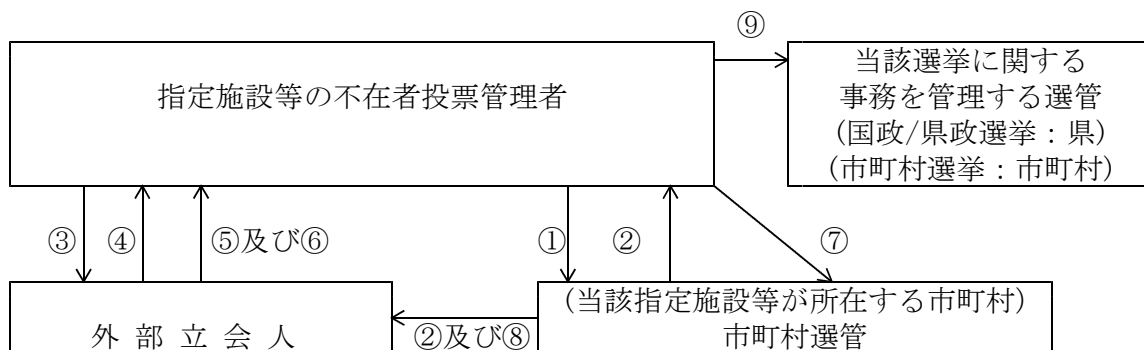 ⑨
指定施設等の不在者投票管理者
当該選挙に関する
事務を管理する選管
(国政/県政選挙:県)
(市町村選挙:市町村)
③
④
⑤及び⑥
①
②
⑦
外 部 立 会 人
②及び⑧
(当該指定施設等が所在する市町村)
市町村選管